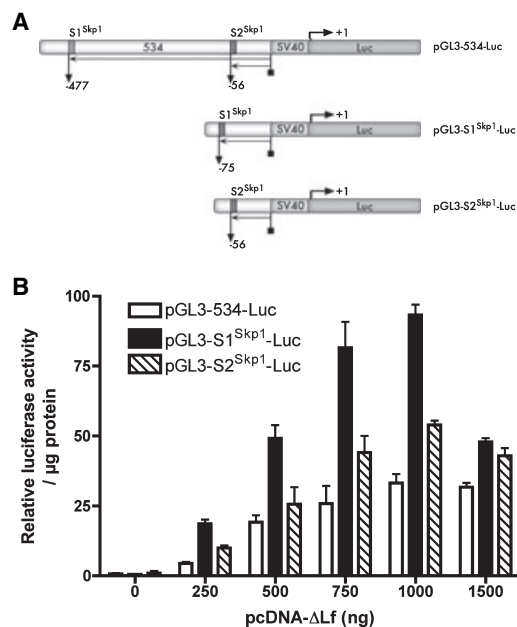 A
S1Skp1 S2Skp1 +1
534 SV40 Luc pGL3-534-Luc
-477 -56
S1Skp1 +1
SV40 Luc pGL3-S1Skp1-Luc
-75
S2Skp1 +1
SV40 Luc pGL3-S2Skp1-Luc
-56
B
Relative luciferase activity
/ µg protein
100
75
50
25
0
pGL3-534-Luc
pGL3-S1Skp1-Luc
pGL3-S2Skp1-Luc
0 250 500 750 1000 1500
pcDNA-ΔLf (ng)